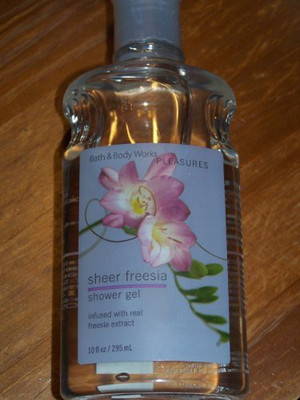 Bath & Body Works
PLEASURES
sheer freesia
shower gel
infused with real
freesia extract
10 fl oz / 295 mL